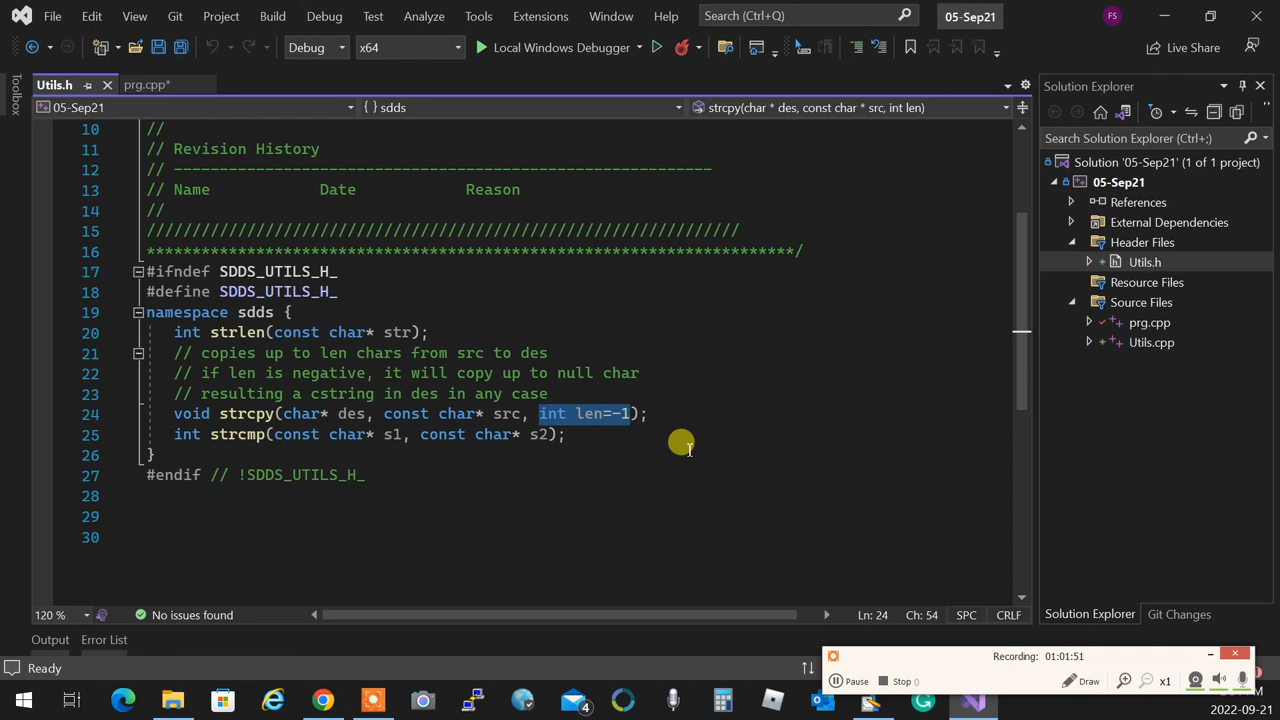 File Edit View Git Project Build Debug Test Analyze Tools Extensions Window Help Search (Ctrl+Q) 05-Sep21 FS
Debug x64 Local Windows Debugger Live Share
Toolbox
Utils.h prg.cpp*
05-Sep21 { } sdds strcpy(char * des, const char * src, int len)
10 //
11 // Revision History
12 // -----------------------------------------------------------
13 // Name Date Reason
14 //
15 /////////////////////////////////////////////////////////////////
16 ***********************************************************************/
17 #ifndef SDDS_UTILS_H_
18 #define SDDS_UTILS_H_
19 namespace sdds {
20 int strlen(const char* str);
21 // copies up to len chars from src to des
22 // if len is negative, it will copy up to null char
23 // resulting a cstring in des in any case
24 void strcpy(char* des, const char* src, int len=-1);
25 int strcmp(const char* s1, const char* s2);
26 }
27 #endif // !SDDS_UTILS_H_
28
29
30
120 % No issues found Ln: 24 Ch: 54 SPC CRLF
Output Error List
Ready
Solution Explorer
Search Solution Explorer (Ctrl+;)
Solution '05-Sep21' (1 of 1 project)
05-Sep21
References
External Dependencies
Header Files
Utils.h
Resource Files
Source Files
prg.cpp
Utils.cpp
Solution Explorer Git Changes
Recording: 01:01:51
Pause Stop () Draw x1
4
2022-09-21